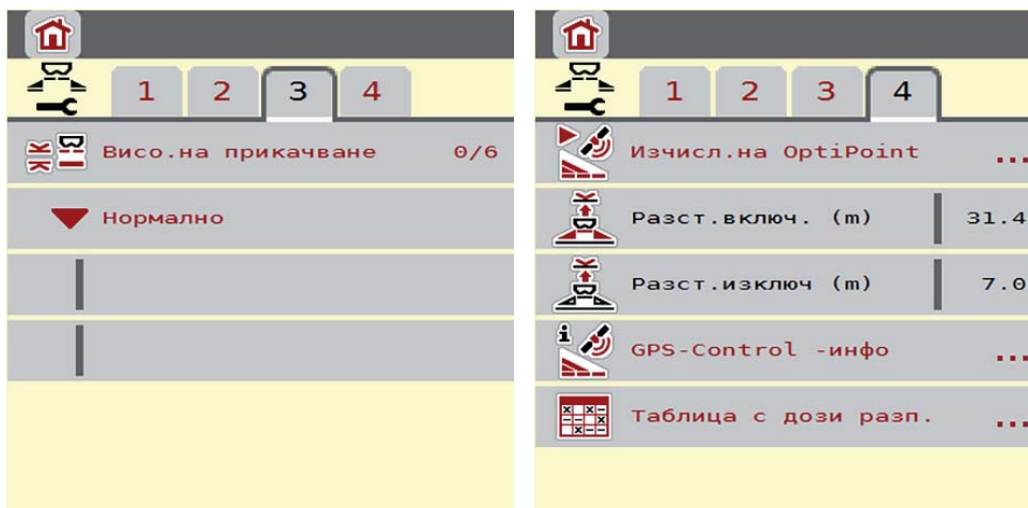 1 2 3 4
Висо.на прикачване 0/6
Нормално
1 2 3 4
Изчисл.на OptiPoint ...
Разст.включ. (m) 31.4
Разст.изключ (m) 7.0
GPS-Control -инфо ...
Таблица с дози разп. ...